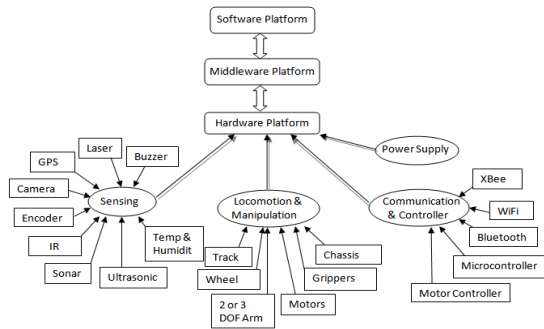 Software Platform
Middleware Platform
Hardware Platform
Power Supply
Laser
Buzzer
GPS
Camera
Encoder
IR
Sonar
Ultrasonic
Temp &
Humidit
Sensing
Locomotion &
Manipulation
Track
Wheel
2 or 3
DOF Arm
Motors
Grippers
Chassis
Communication
& Controller
XBee
WiFi
Bluetooth
Microcontroller
Motor Controller